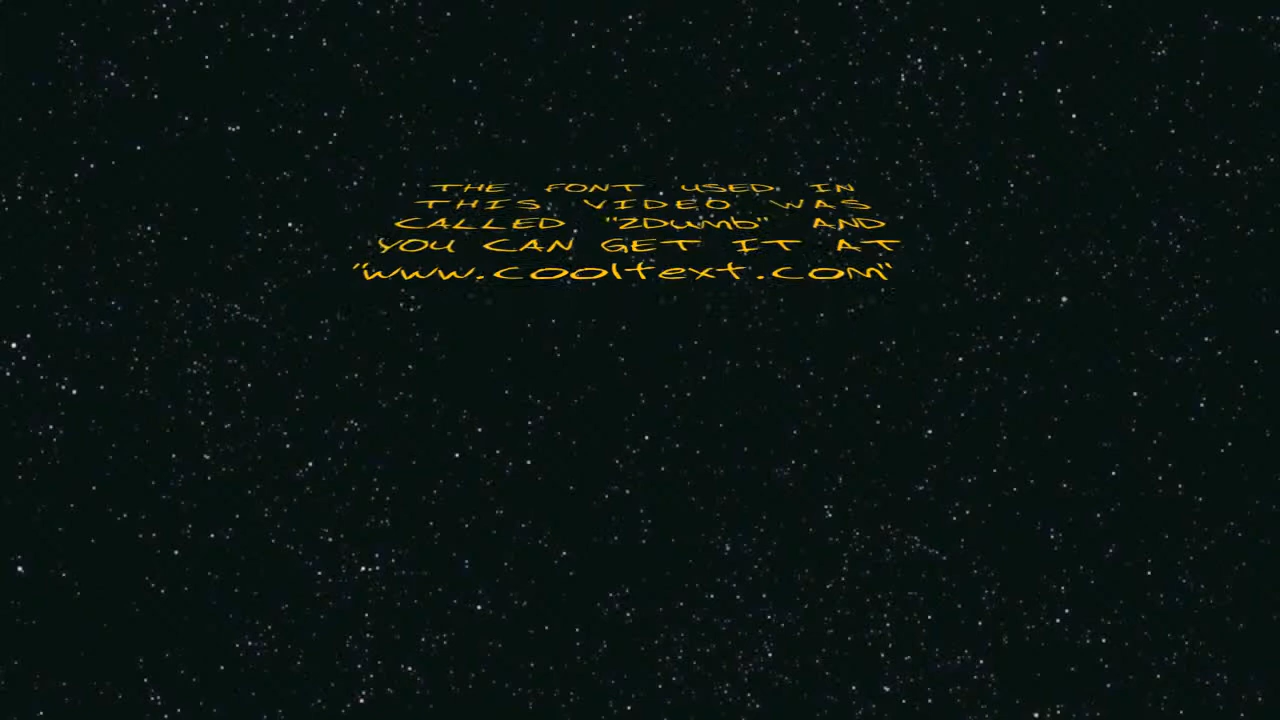 THE FONT USED IN
THIS VIDEO WAS
CALLED "2Dumb" AND
YOU CAN GET IT AT
"www.cooltext.com"